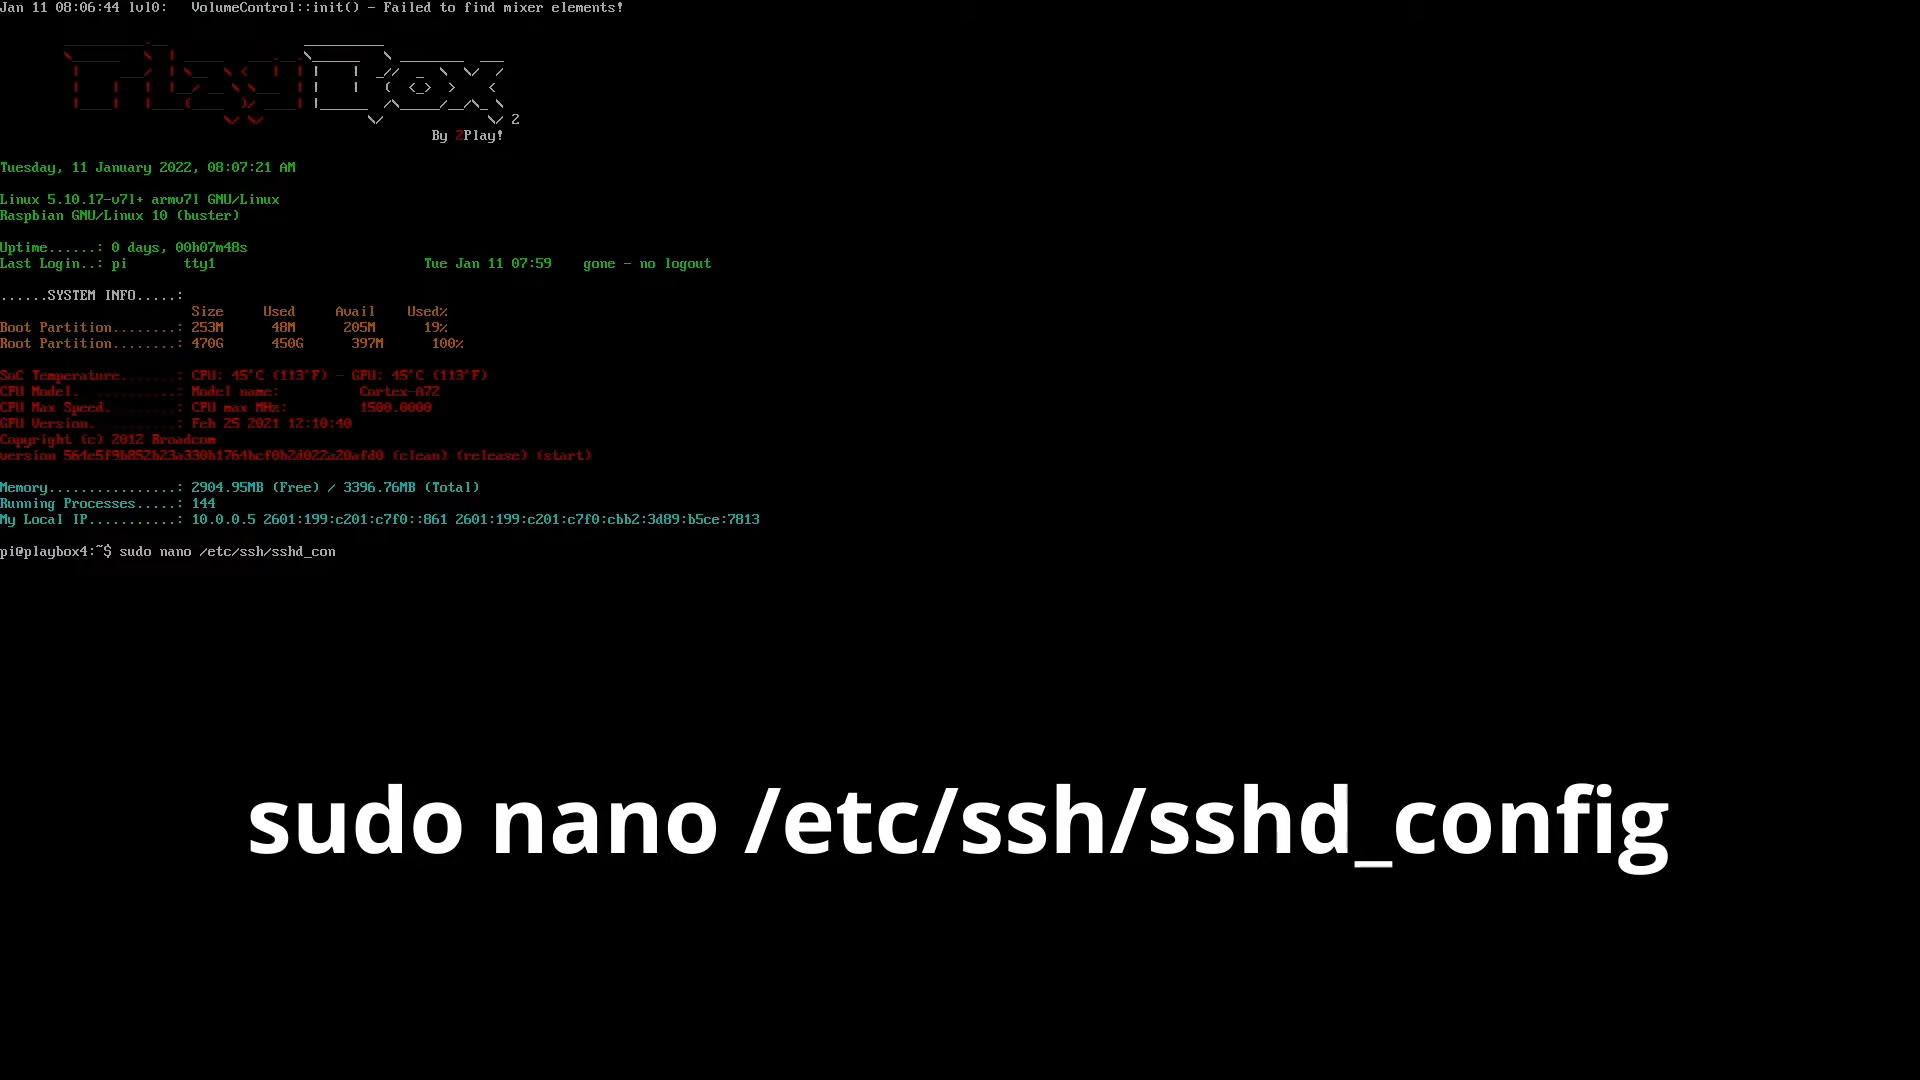 Jan 11 08:06:44 lvl0:   VolumeControl::init() - Failed to find mixer elements!
PlayBox 2
By 2Play!
Tuesday, 11 January 2022, 08:07:21 AM
Linux 5.10.17-v7l+ armv7l GNU/Linux
Raspbian GNU/Linux 10 (buster)
Uptime......: 0 days, 00h07m48s
Last Login..: pi       tty1                          Tue Jan 11 07:59    gone - no logout
......SYSTEM INFO.....:
Size     Used     Avail    Used%
Boot Partition........: 253M      48M      205M      19%
Root Partition........: 470G      450G      397M      100%
SoC Temperature.......: CPU: 45°C (113°F) - GPU: 45°C (113°F)
CPU Model. ..........: Model name:          Cortex-A72
CPU Max Speed. ........: CPU max MHz:         1500.0000
GPU Version. ..........: Feb 25 2021 12:10:40
Copyright (c) 2012 Broadcom
version 564e5f9b852b23a330b1764bcf0b2d022a20afd0 (clean) (release) (start)
Memory................: 2904.95MB (Free) / 3396.76MB (Total)
Running Processes.....: 144
My Local IP...........: 10.0.0.5 2601:199:c201:c7f0::861 2601:199:c201:c7f0:cbb2:3d89:b5ce:7813
pi@playbox4:~$ sudo nano /etc/ssh/sshd_con
sudo nano /etc/ssh/sshd_config